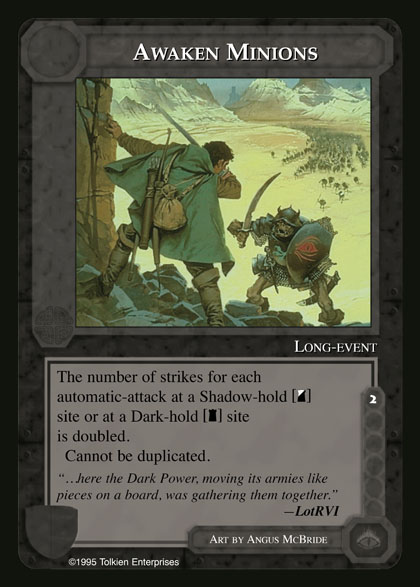 AWAKEN MINIONS
LONG-EVENT
The number of strikes for each
automatic-attack at a Shadow-hold [ ]
site or at a Dark-hold [ ] site
is doubled.
Cannot be duplicated.
2
“…here the Dark Power, moving its armies like
pieces on a board, was gathering them together.”
—LotRVI
ART BY ANGUS MCBRIDE
©1995 Tolkien Enterprises